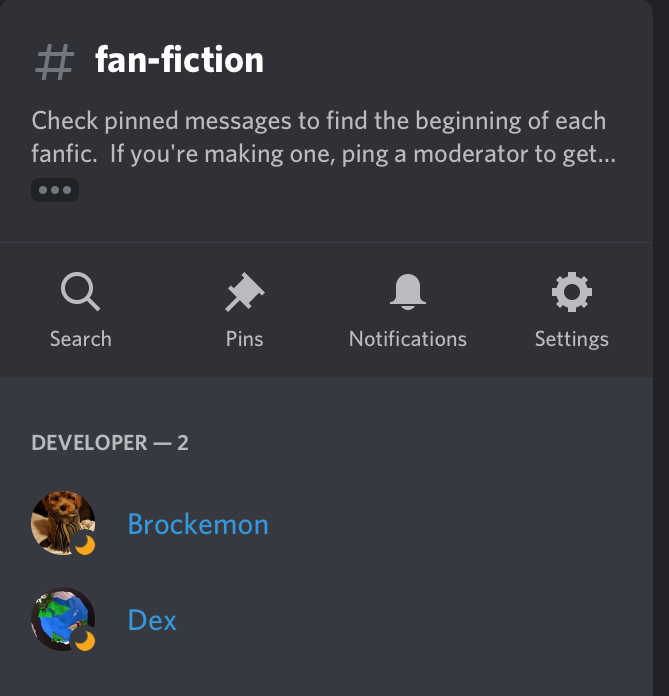 # fan-fiction
Check pinned messages to find the beginning of each
fanfic.  If you're making one, ping a moderator to get...
Search
Pins
Notifications
Settings
DEVELOPER — 2
Brockemon
Dex